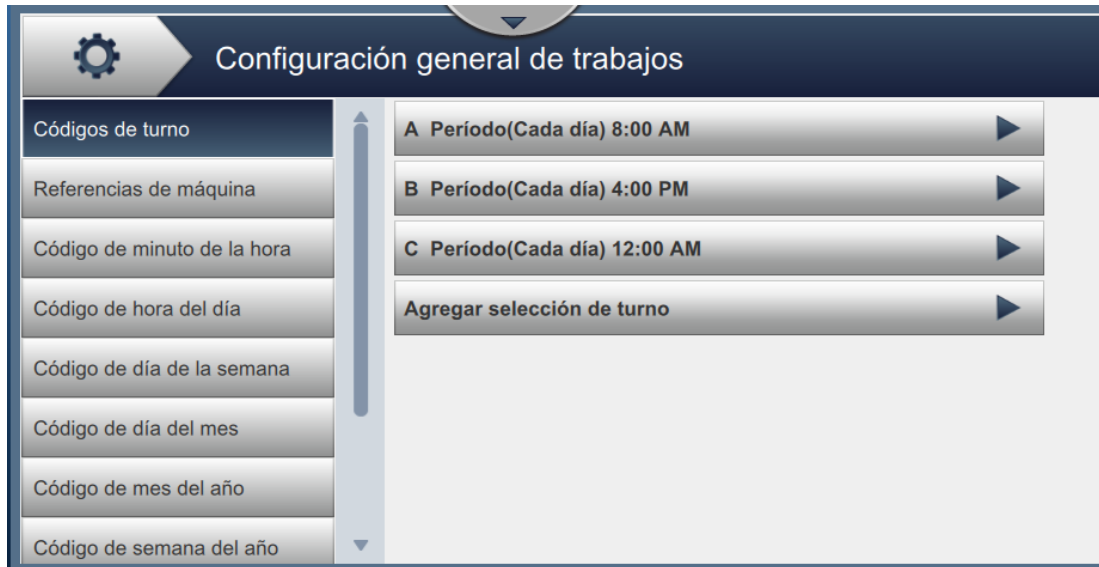 Configuración general de trabajos
Códigos de turno
Referencias de máquina
Código de minuto de la hora
Código de hora del día
Código de día de la semana
Código de día del mes
Código de mes del año
Código de semana del año
A Período(Cada día) 8:00 AM
B Período(Cada día) 4:00 PM
C Período(Cada día) 12:00 AM
Agregar selección de turno